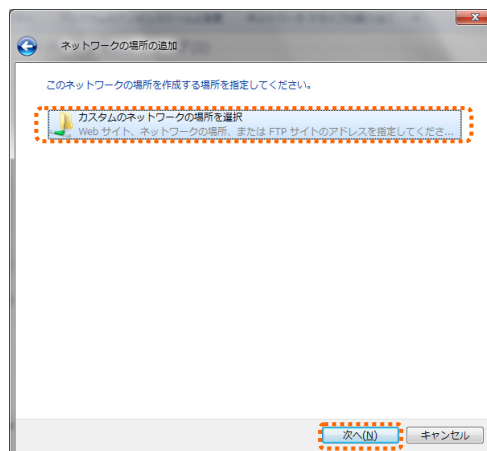 ネットワークの場所の追加
このネットワークの場所を作成する場所を指定してください。
カスタムのネットワークの場所を選択
Web サイト、ネットワークの場所、または FTP サイトのアドレスを指定してくださ...
次へ(N)
キャンセル